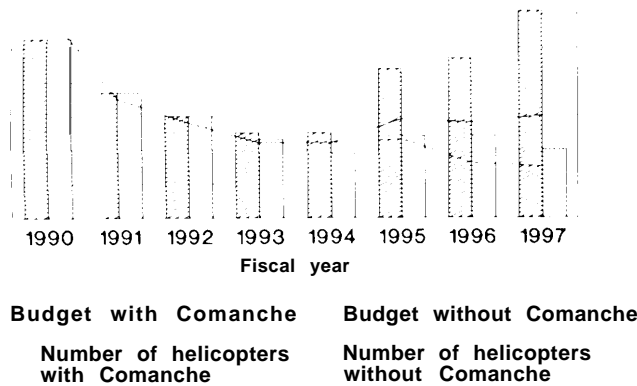 1990 1991 1992 1993 1994 1995 1996 1997
Fiscal year
Budget with Comanche Budget without Comanche
Number of helicopters Number of helicopters
with Comanche without Comanche